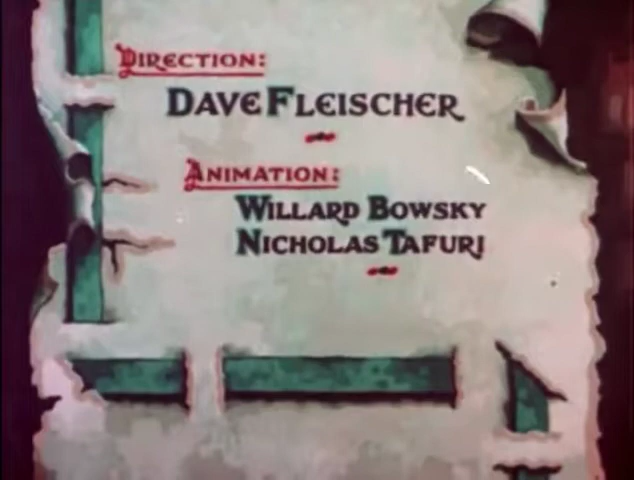 Direction:
Dave Fleischer
Animation:
Willard Bowsky
Nicholas Tafuri